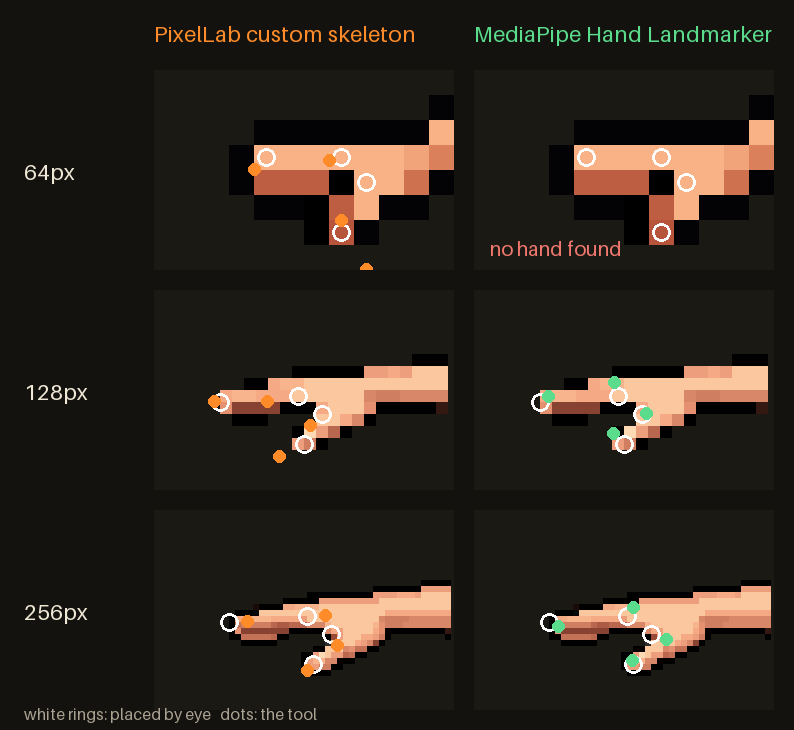 PixelLab custom skeleton
MediaPipe Hand Landmarker
64px
no hand found
128px
256px
white rings: placed by eye dots: the tool